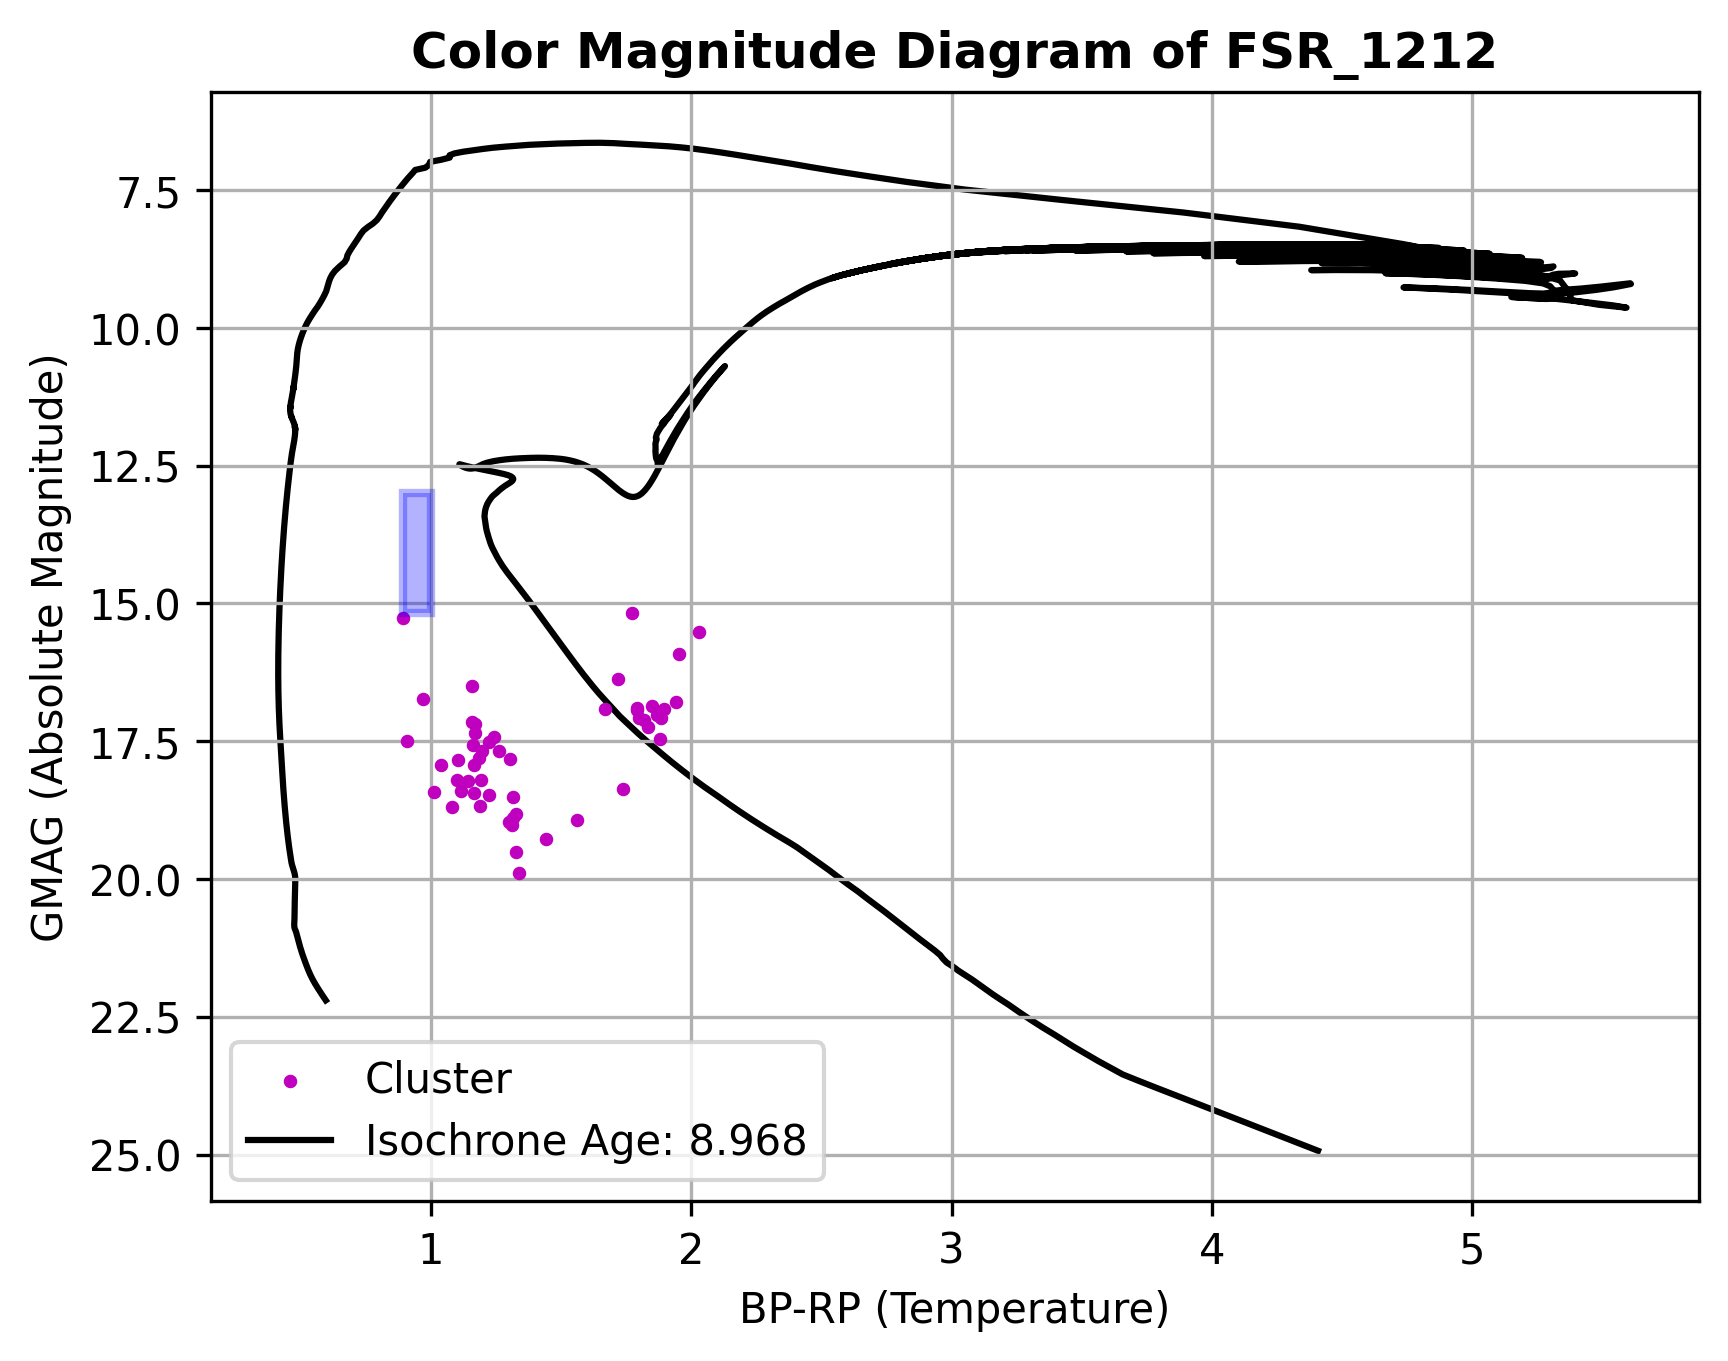 Color Magnitude Diagram of FSR_1212
GMAG (Absolute Magnitude)
7.5
10.0
12.5
15.0
17.5
20.0
22.5
25.0
Cluster
Isochrone Age: 8.968
1 2 3 4 5
BP-RP (Temperature)